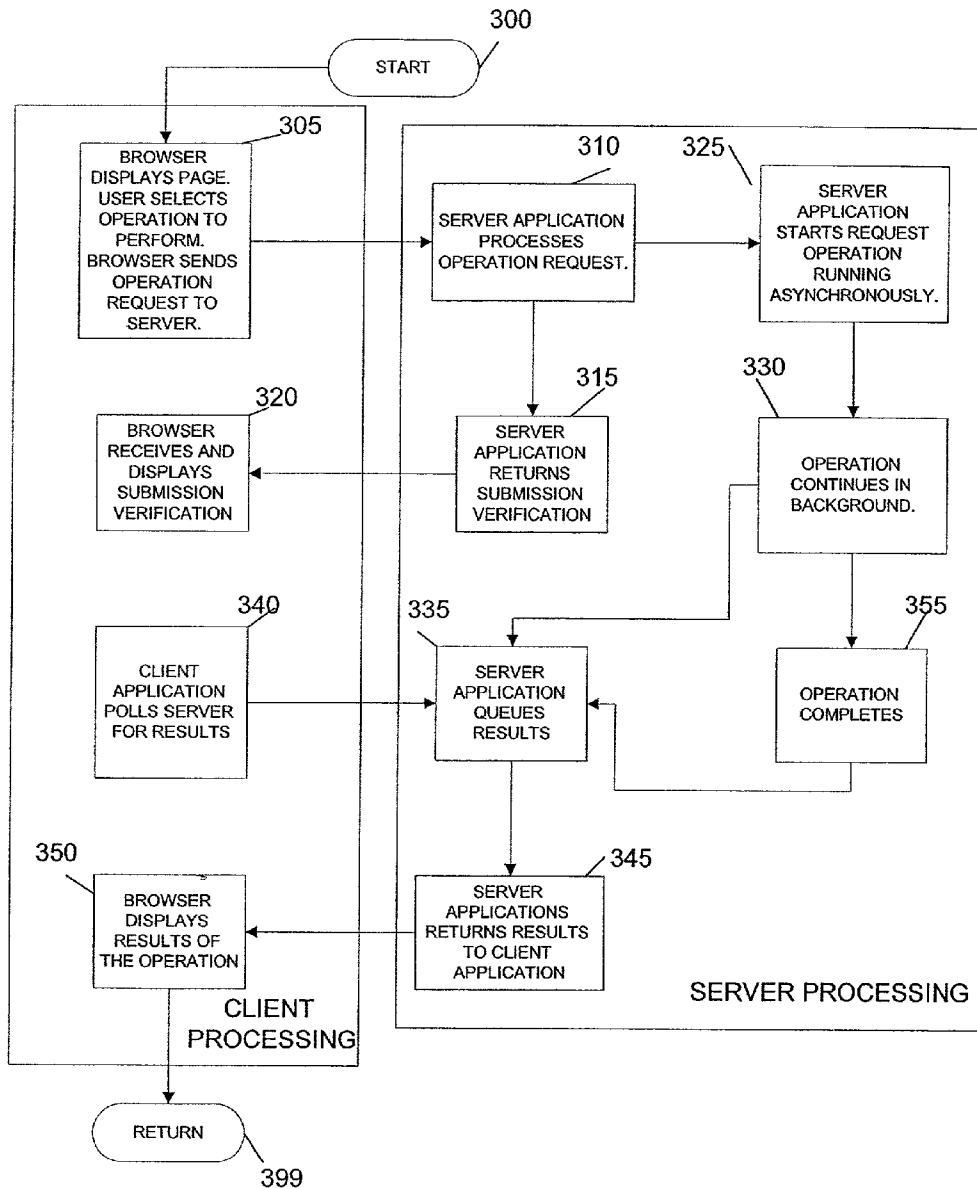 300
START
305
BROWSER
DISPLAYS PAGE.
USER SELECTS
OPERATION TO
PERFORM.
BROWSER SENDS
OPERATION
REQUEST TO
SERVER.
310
SERVER APPLICATION
PROCESSES
OPERATION REQUEST.
325
SERVER
APPLICATION
STARTS REQUEST
OPERATION
RUNNING
ASYNCHRONOUSLY.
320
BROWSER
RECEIVES AND
DISPLAYS
SUBMISSION
VERIFICATION
315
SERVER
APPLICATION
RETURNS
SUBMISSION
VERIFICATION
330
OPERATION
CONTINUES IN
BACKGROUND.
340
CLIENT
APPLICATION
POLLS SERVER
FOR RESULTS
335
SERVER
APPLICATION
QUEUES
RESULTS
355
OPERATION
COMPLETES
350
BROWSER
DISPLAYS
RESULTS OF
THE OPERATION
345
SERVER
APPLICATIONS
RETURNS RESULTS
TO CLIENT
APPLICATION
CLIENT
PROCESSING
SERVER PROCESSING
RETURN
399